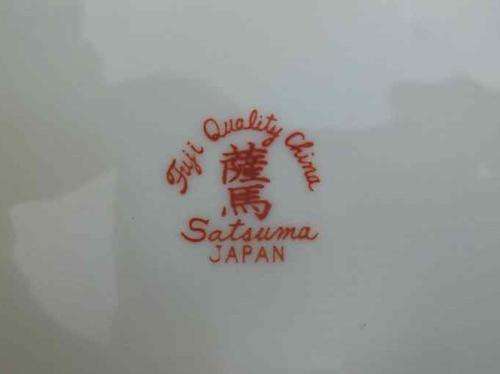 Fuji Quality China
薩
馬
Satsuma
JAPAN